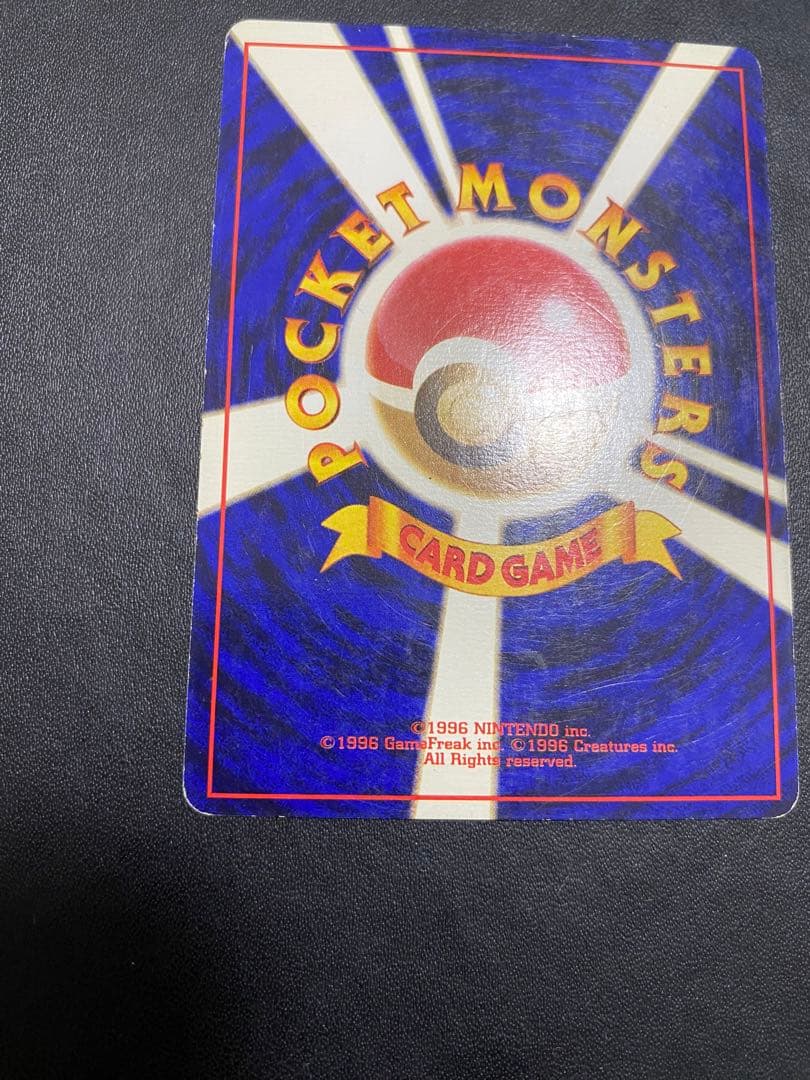 POCKET MONSTERS
CARD GAME
©1996 NINTENDO inc.
©1996 GameFreak inc. ©1996 Creatures inc.
All Rights reserved.